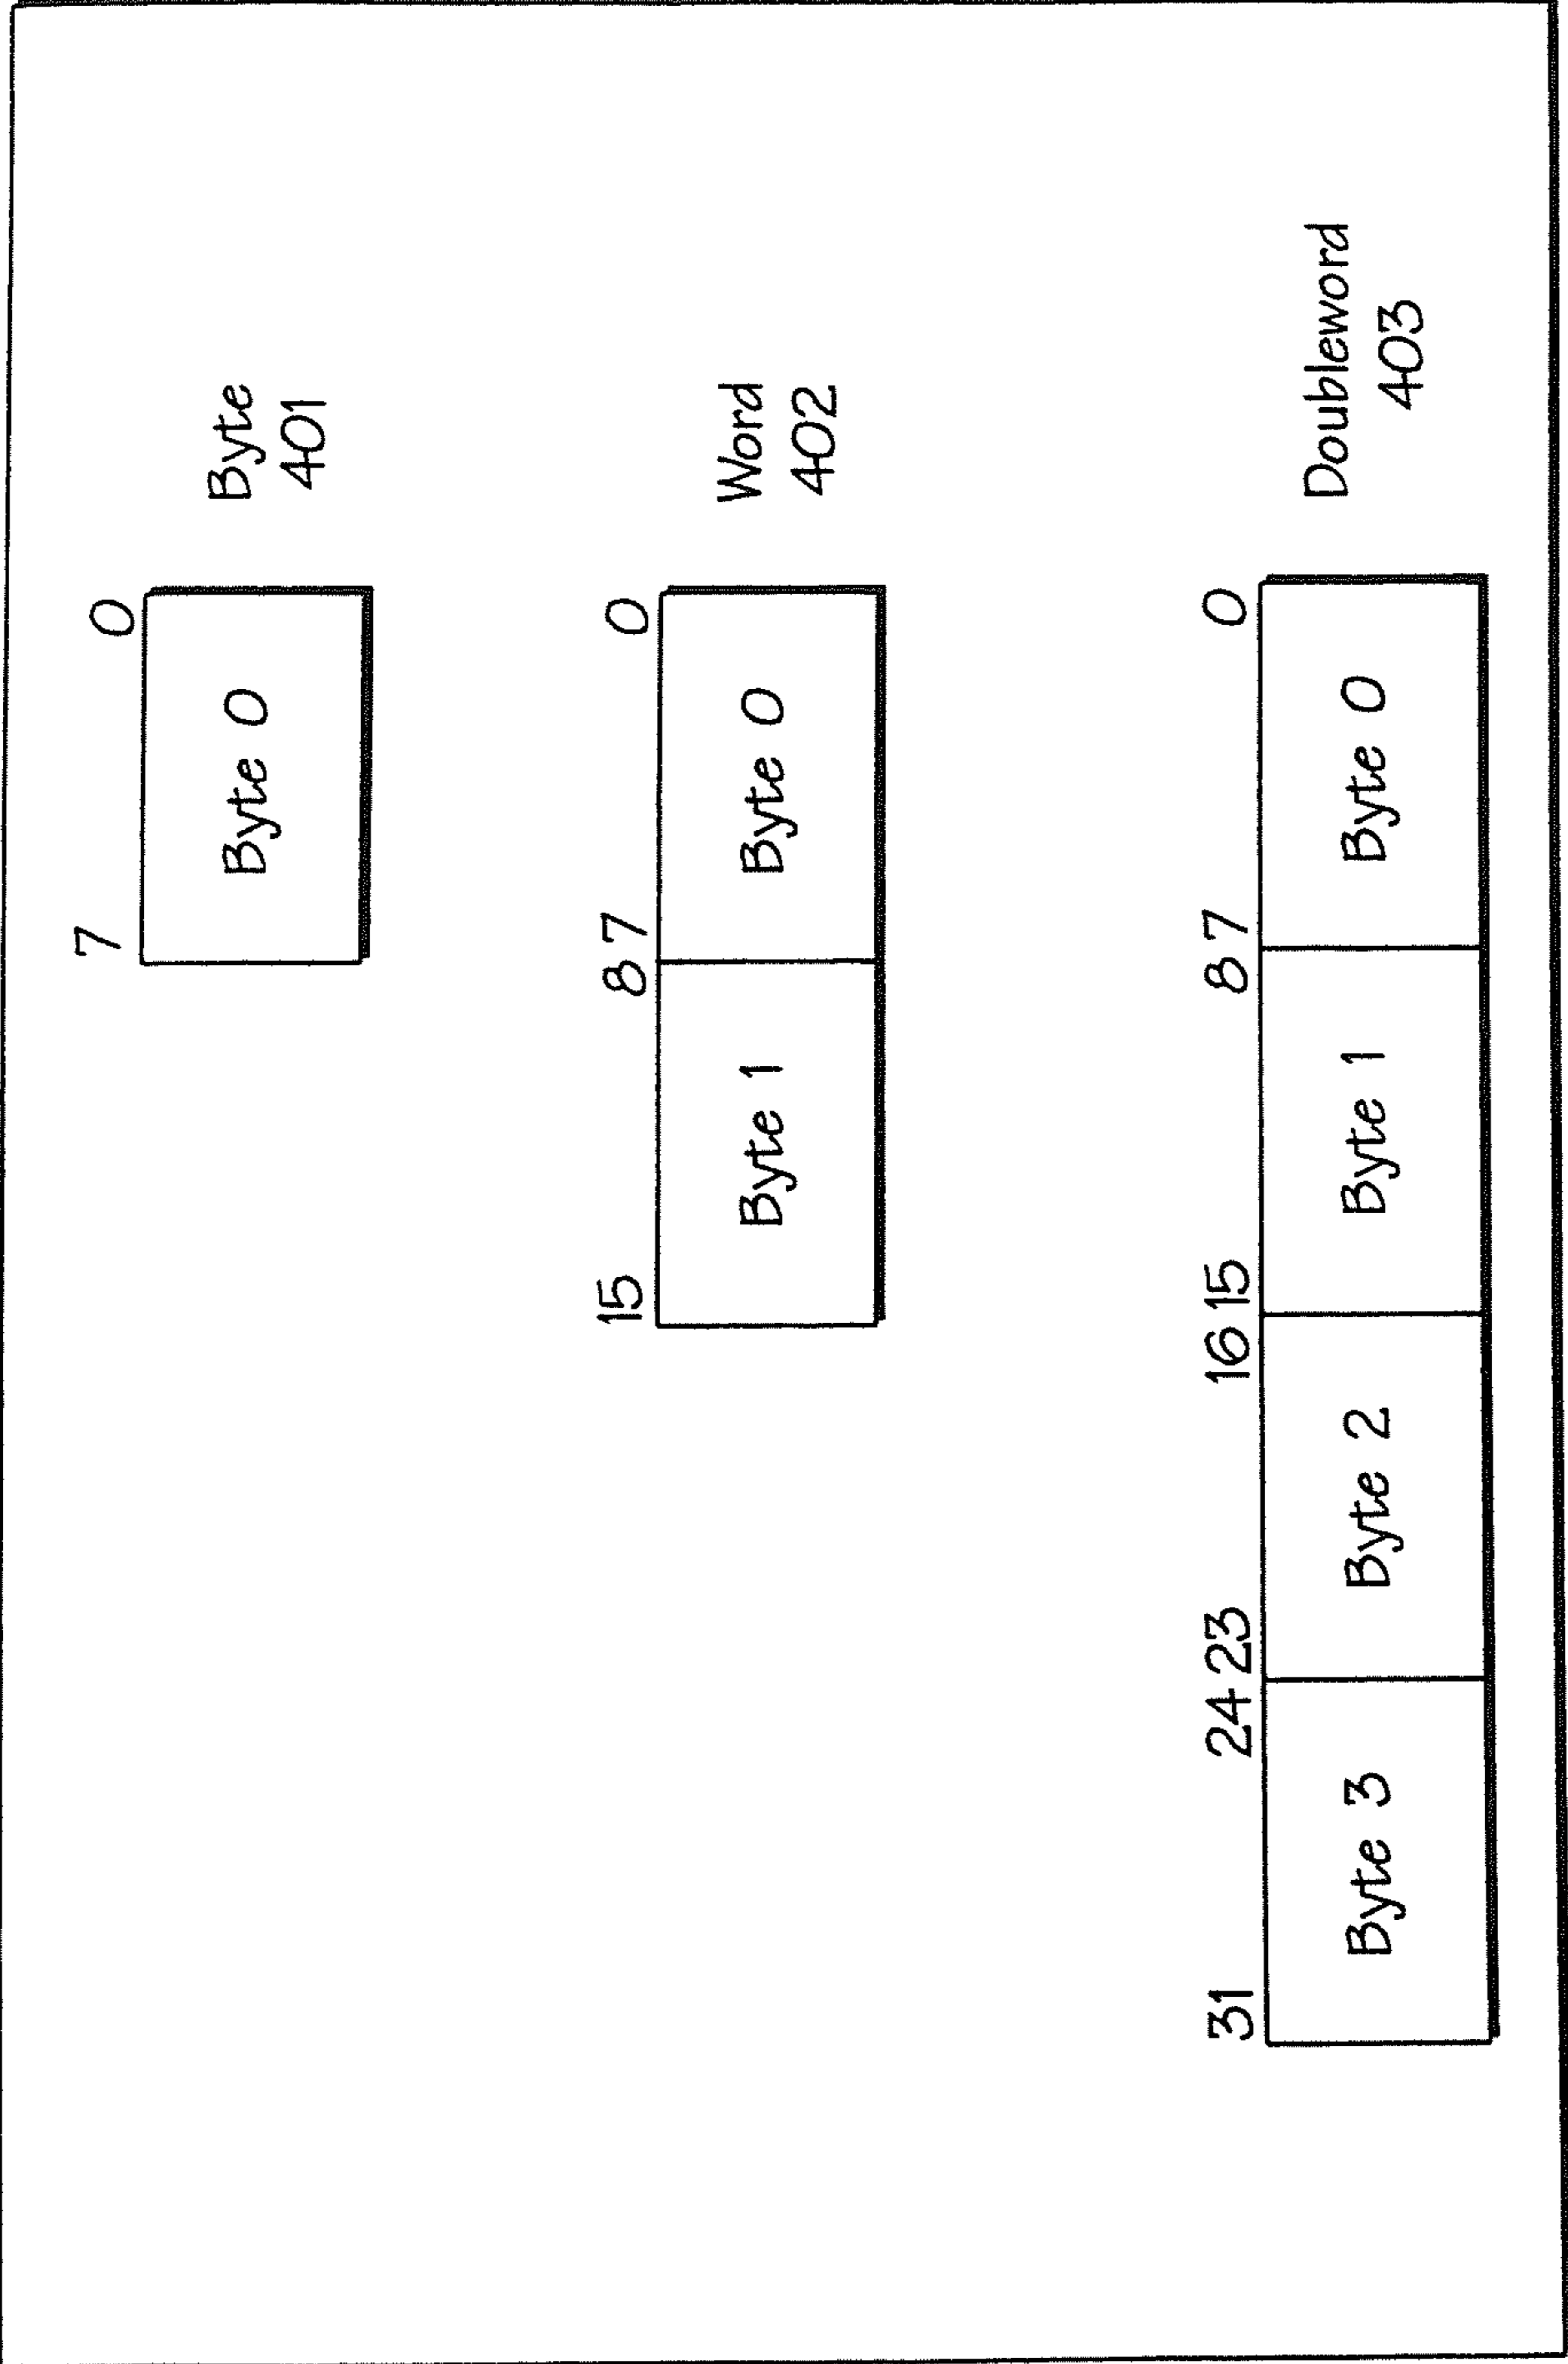 7 0
Byte 0
Byte
401
15 8 7 0
Byte 1 Byte 0
Word
402
31 24 23 16 15 8 7 0
Byte 3 Byte 2 Byte 1 Byte 0
Doubleword
403